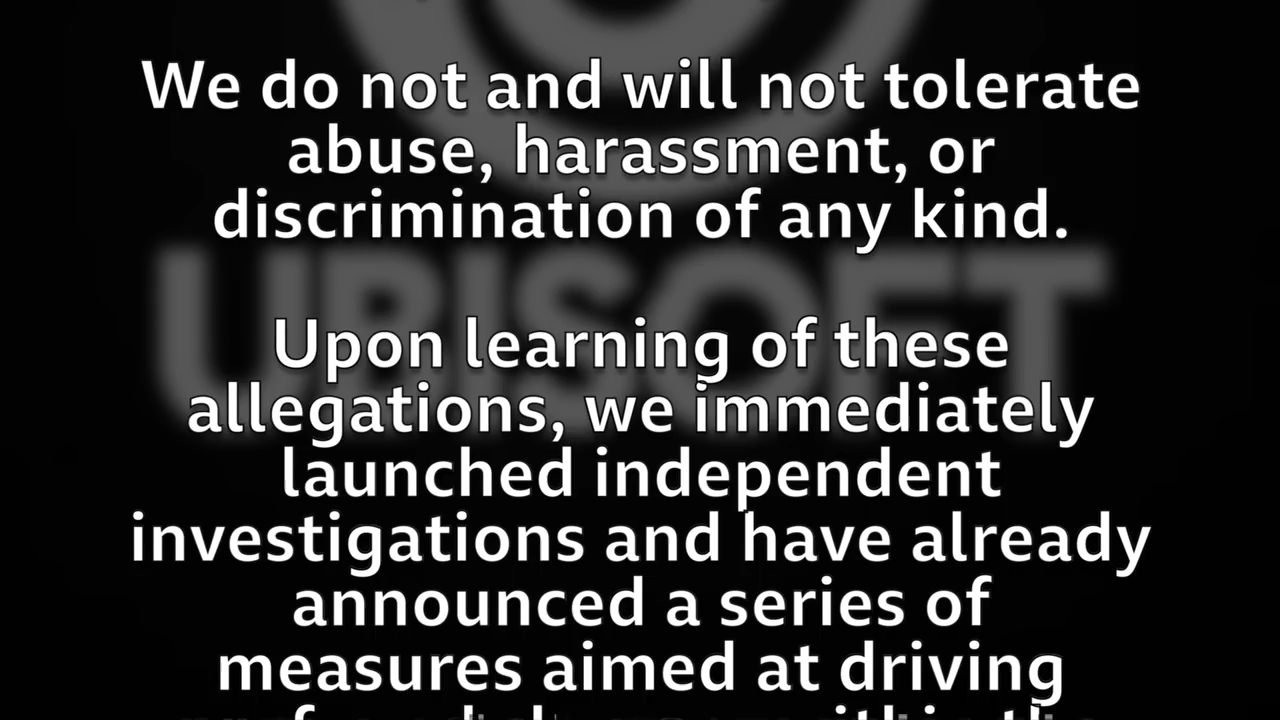 We do not and will not tolerate
abuse, harassment, or
discrimination of any kind.
UBISOFT
Upon learning of these
allegations, we immediately
launched independent
investigations and have already
announced a series of
measures aimed at driving